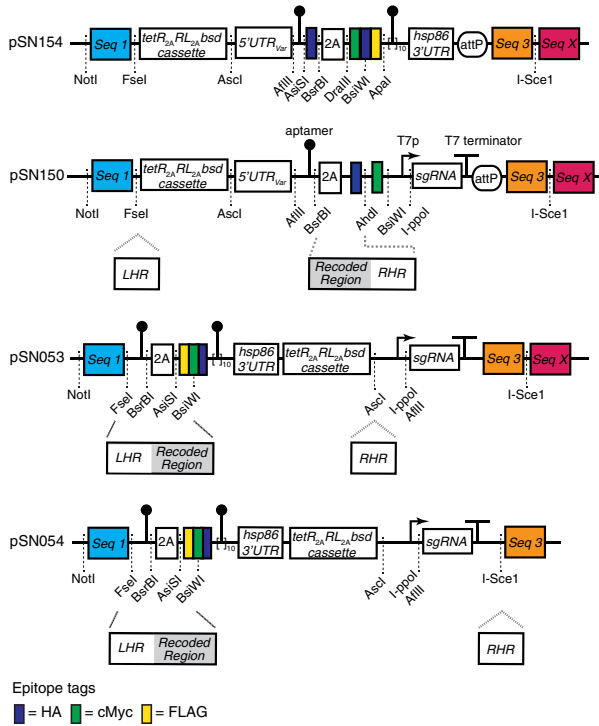 pSN154
Seq 1
tetR2ARL2Absd cassette
5'UTRVar
2A
[ ]10
hsp86 3'UTR
attP
Seq 3
Seq X
NotI
FseI
AscI
AflII
AsiSI
BsrBI
DraIII
BsiWI
ApaI
I-Sce1
aptamer
T7p
T7 terminator
pSN150
Seq 1
tetR2ARL2Absd cassette
5'UTRVar
2A
sgRNA
attP
Seq 3
Seq X
NotI
FseI
AscI
AflII
BsrBI
AhdI
BsiWI
I-ppoI
I-Sce1
LHR
Recoded Region
RHR
pSN053
Seq 1
2A
[ ]10
hsp86 3'UTR
tetR2ARL2Absd cassette
sgRNA
Seq 3
Seq X
NotI
FseI
BsrBI
AsiSI
BsiWI
AscI
I-ppoI
AflII
I-Sce1
LHR
Recoded Region
RHR
pSN054
Seq 1
2A
[ ]10
hsp86 3'UTR
tetR2ARL2Absd cassette
sgRNA
Seq 3
NotI
FseI
BsrBI
AsiSI
BsiWI
AscI
I-ppoI
AflII
I-Sce1
LHR
Recoded Region
RHR
Epitope tags
= HA = cMyc = FLAG